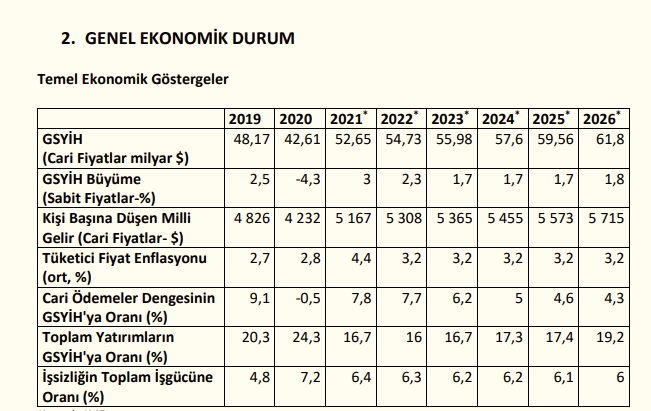 2. GENEL EKONOMİK DURUM
Temel Ekonomik Göstergeler
2019 2020 2021* 2022* 2023* 2024* 2025* 2026*
GSYİH 48,17 42,61 52,65 54,73 55,98 57,6 59,56 61,8
(Cari Fiyatlar milyar $)
GSYİH Büyüme 2,5 -4,3 3 2,3 1,7 1,7 1,7 1,8
(Sabit Fiyatlar-%)
Kişi Başına Düşen Milli 4 826 4 232 5 167 5 308 5 365 5 455 5 573 5 715
Gelir (Cari Fiyatlar- $)
Tüketici Fiyat Enflasyonu 2,7 2,8 4,4 3,2 3,2 3,2 3,2 3,2
(ort, %)
Cari Ödemeler Dengesinin 9,1 -0,5 7,8 7,7 6,2 5 4,6 4,3
GSYİH'ya Oranı (%)
Toplam Yatırımların 20,3 24,3 16,7 16 16,7 17,3 17,4 19,2
GSYİH'ya Oranı (%)
İşsizliğin Toplam İşgücüne 4,8 7,2 6,4 6,3 6,2 6,2 6,1 6
Oranı (%)